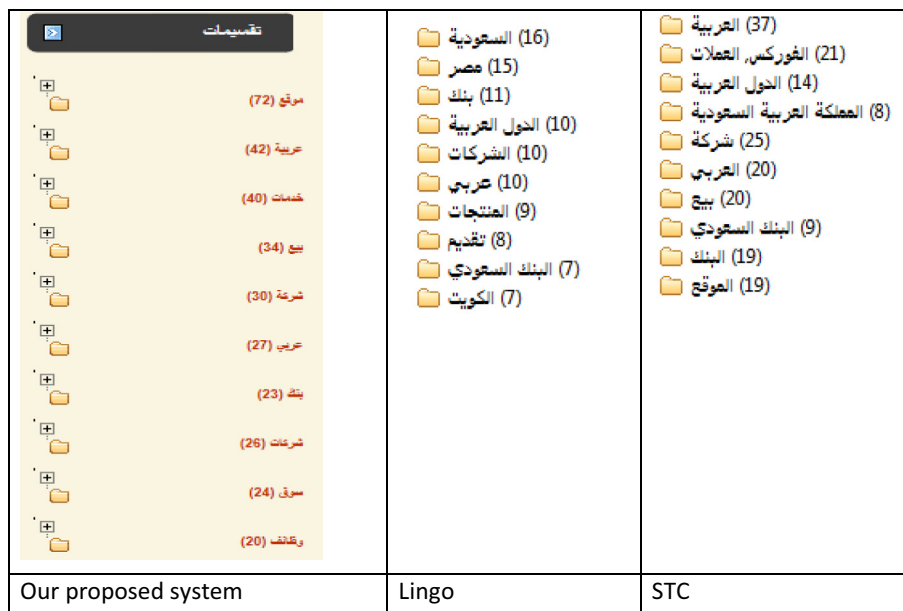 تقسيمات
موقع (72)
عربية (42)
خدمات (40)
بيع (34)
شركة (30)
عربي (27)
بنك (23)
شركات (26)
سوق (24)
وظائف (20)
Our proposed system
السعودية (16)
مصر (15)
بنك (11)
الدول العربية (10)
الشركات (10)
عربي (10)
المنتجات (9)
تقديم (8)
البنك السعودي (7)
الكويت (7)
Lingo
العربية (37)
الفوركس, العملات (21)
الدول العربية (14)
المملكة العربية السعودية (8)
شركة (25)
العربي (20)
بيع (20)
البنك السعودي (9)
البنك (19)
الموقع (19)
STC